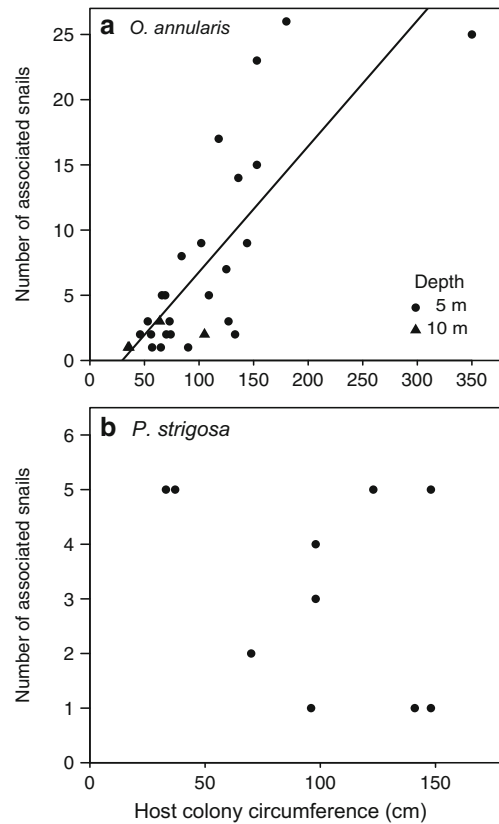 a O. annularis
Number of associated snails
25
20
15
10
5
0
Depth
5 m
10 m
0 50 100 150 200 250 300 350
b P. strigosa
Number of associated snails
6
5
4
3
2
1
0
0 50 100 150
Host colony circumference (cm)